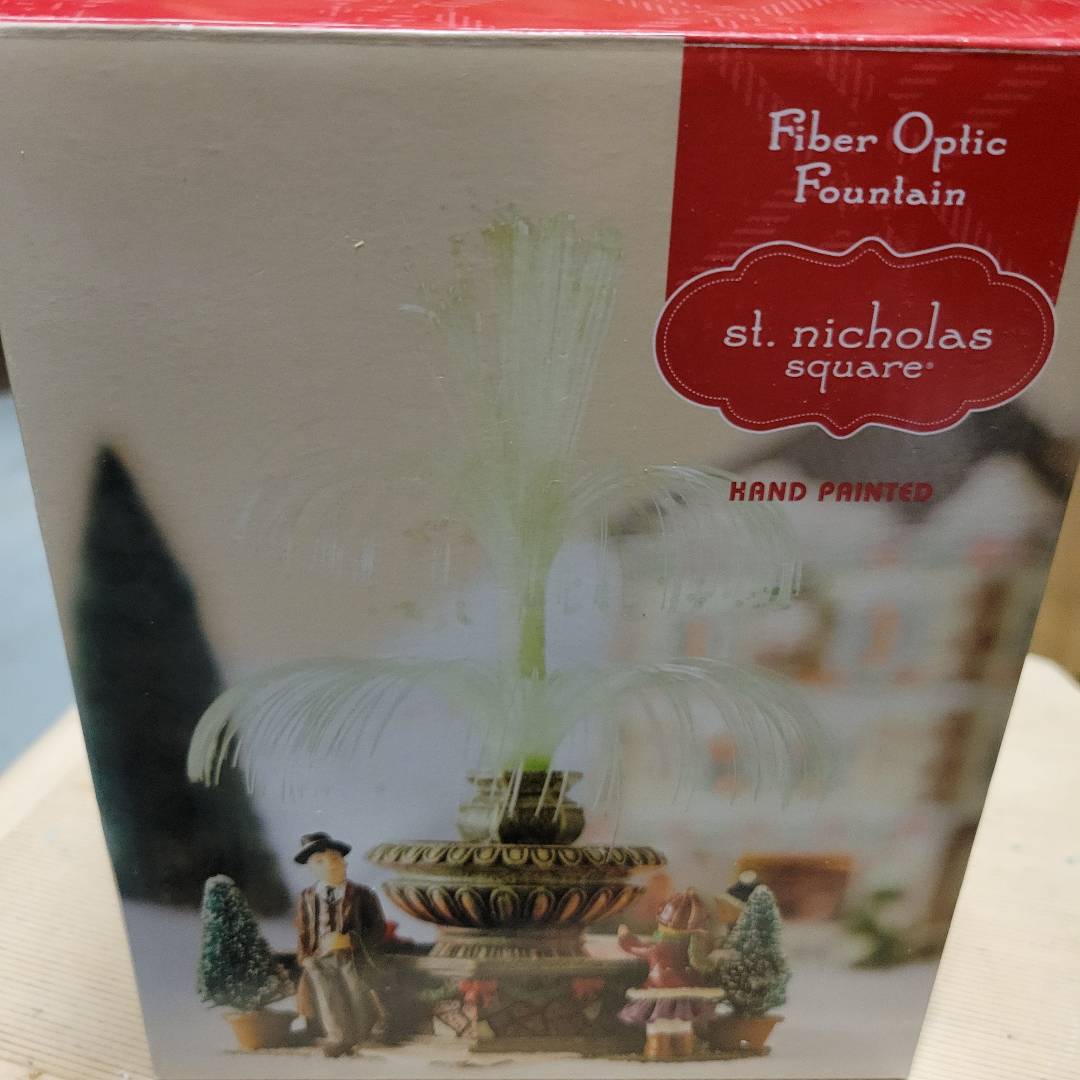 Fiber Optic
Fountain
st. nicholas
square®
HAND PAINTED